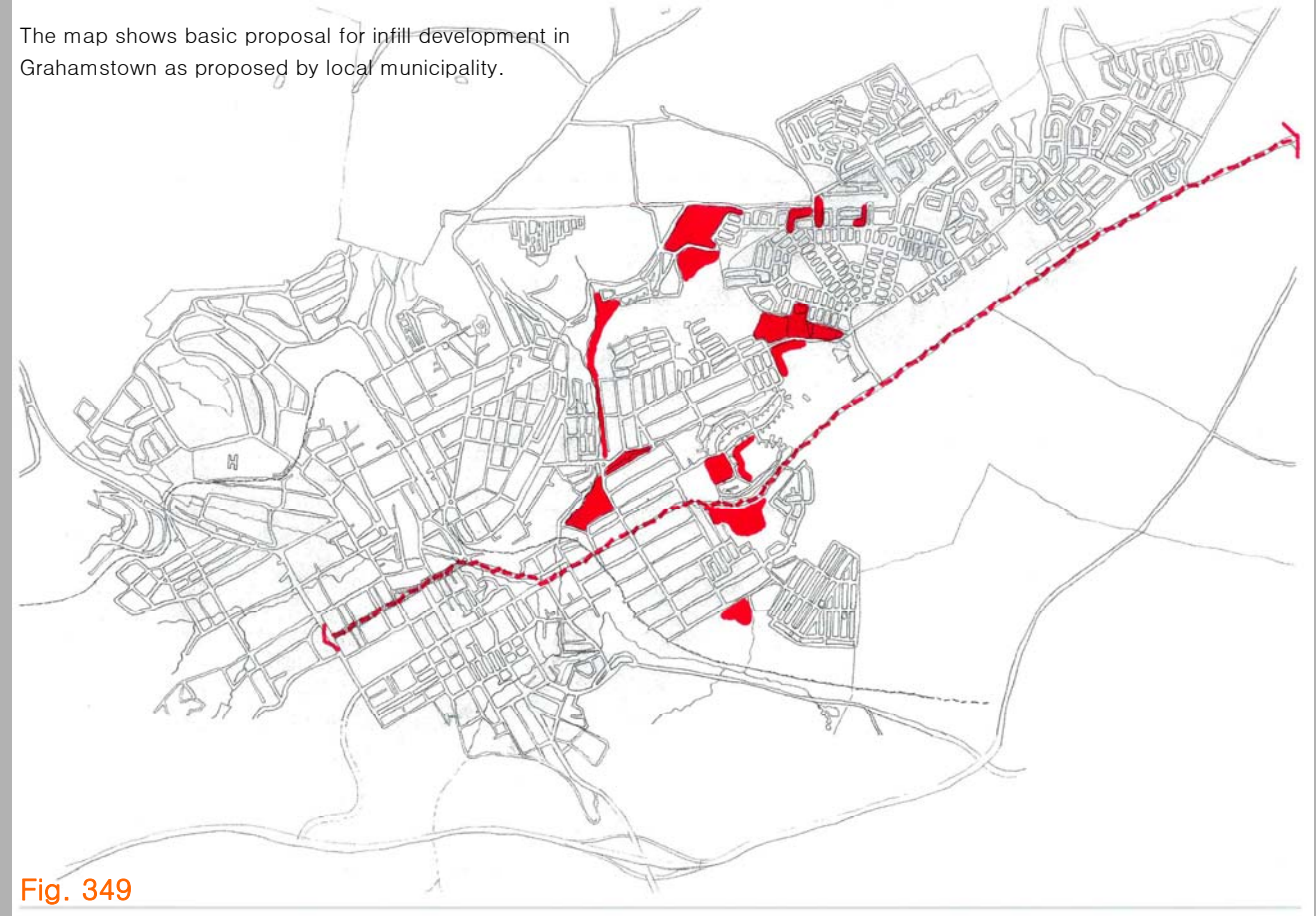 The map shows basic proposal for infill development in
Grahamstown as proposed by local municipality.
H
Fig. 349